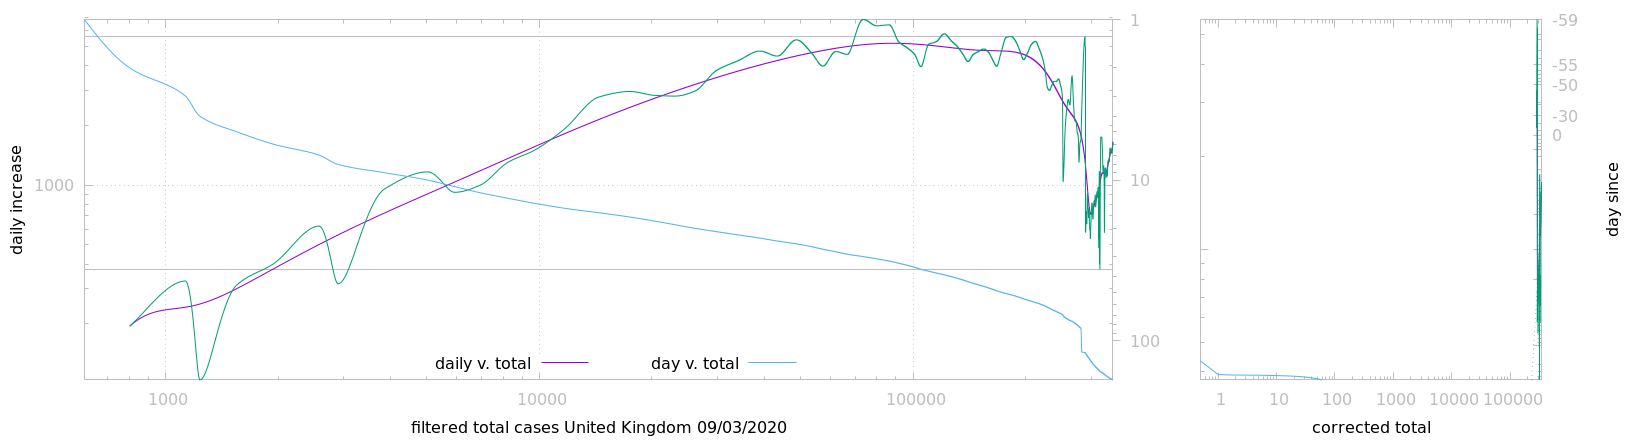 1 -59
-55
-50
-30
0
daily increase 1000 10 day since
100
daily v. total day v. total
1000 10000 100000 1 10 100 1000 10000 100000
filtered total cases United Kingdom 09/03/2020 corrected total